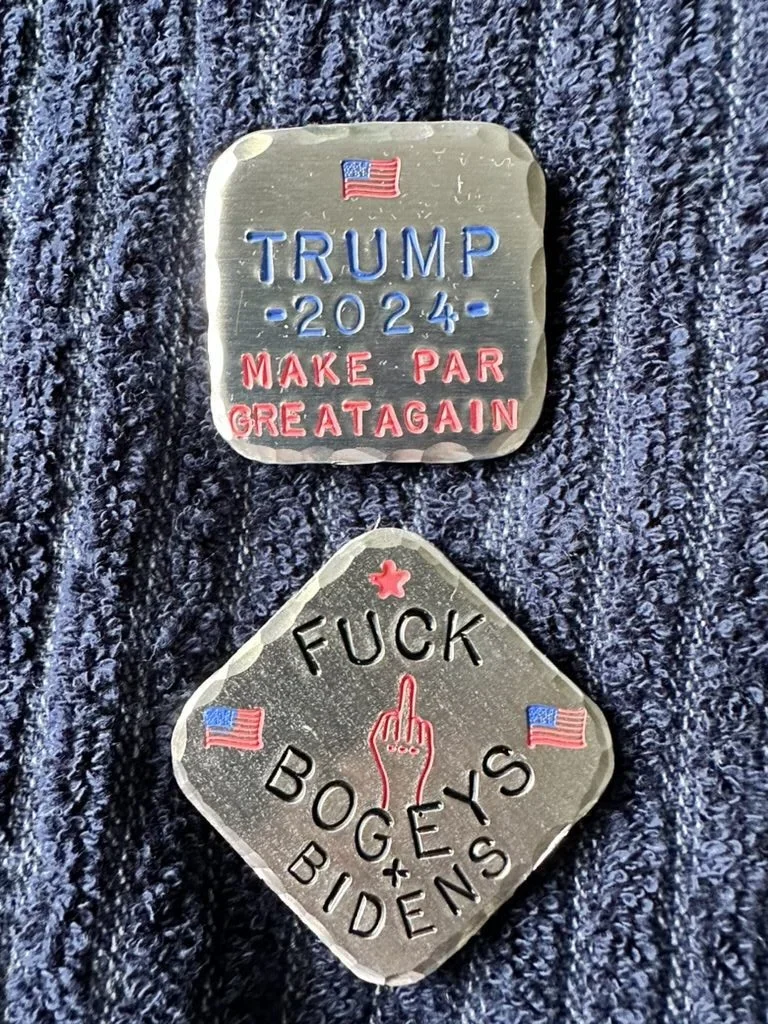 TRUMP
-2024-
MAKE PAR
GREATAGAIN
FUCK
BOGEYS
+
BIDENS